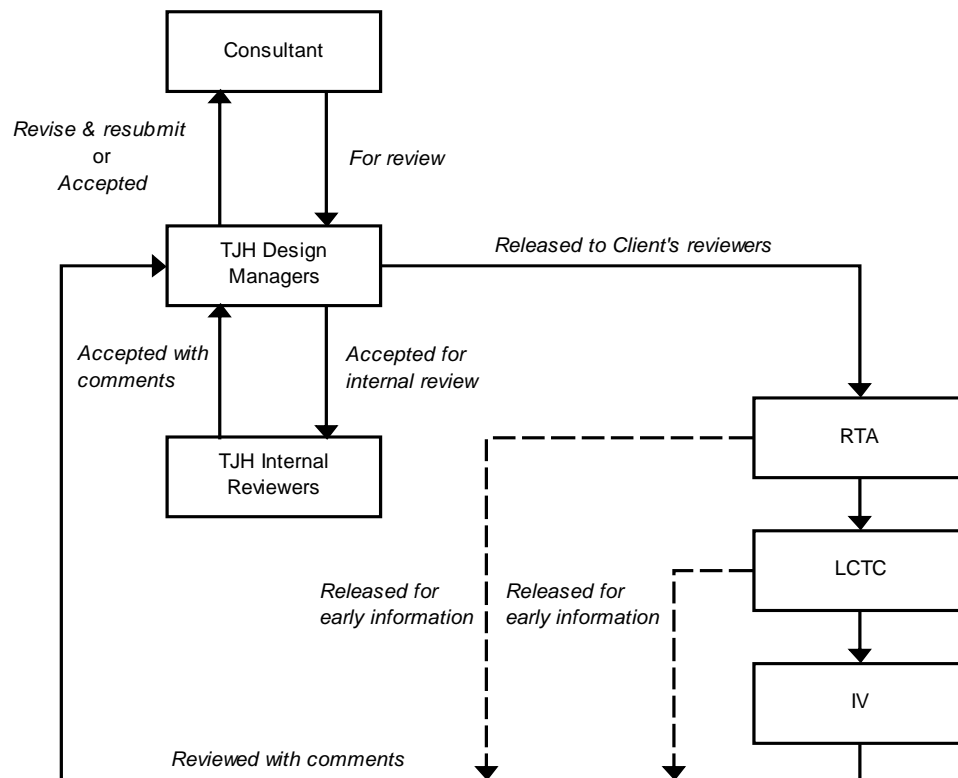 Consultant
Revise & resubmit
or
Accepted
For review
TJH Design
Managers
Released to Client's reviewers
Accepted with
comments
Accepted for
internal review
RTA
TJH Internal
Reviewers
LCTC
Released for
early information
Released for
early information
IV
Reviewed with comments